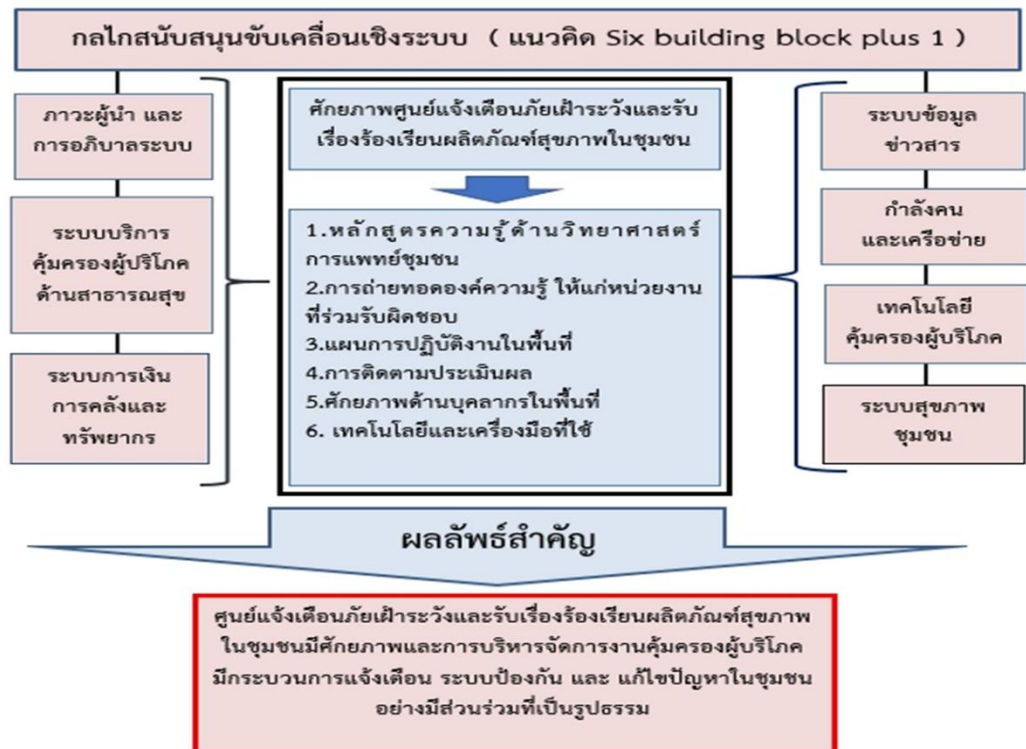 กลไกสนับสนุนขับเคลื่อนเชิงระบบ ( แนวคิด Six building block plus 1 )
ภาวะผู้นำ และ
การอภิบาลระบบ
ระบบบริการ
คุ้มครองผู้ปริโภค
ด้านสาธารณสุข
ระบบการเงิน
การคลังและ
ทรัพยากร
ศักยภาพศูนย์แจ้งเตือนภัยเฝ้าระวังและรับ
เรื่องร้องเรียนผลิตภัณฑ์สุขภาพในชุมชน
1.หลักสูตรความรู้ด้านวิทยาศาสตร์
การแพทย์ชุมชน
2.การถ่ายทอดองค์ความรู้ ให้แก่หน่วยงาน
ที่ร่วมรับผิดชอบ
3.แผนการปฏิบัติงานในพื้นที่
4.การติดตามประเมินผล
5.ศักยภาพด้านบุคลากรในพื้นที่
6. เทคโนโลยีและเครื่องมือที่ใช้
ระบบข้อมูล
ข่าวสาร
กำลังคน
และเครือข่าย
เทคโนโลยี
คุ้มครองผู้บริโภค
ระบบสุขภาพ
ชุมชน
ผลลัพธ์สำคัญ
ศูนย์แจ้งเตือนภัยเฝ้าระวังและรับเรื่องร้องเรียนผลิตภัณฑ์สุขภาพ
ในชุมชนมีศักยภาพและการบริหารจัดการงานคุ้มครองผู้บริโภค
มีกระบวนการแจ้งเตือน ระบบป้องกัน และ แก้ไขปัญหาในชุมชน
อย่างมีส่วนร่วมที่เป็นรูปธรรม